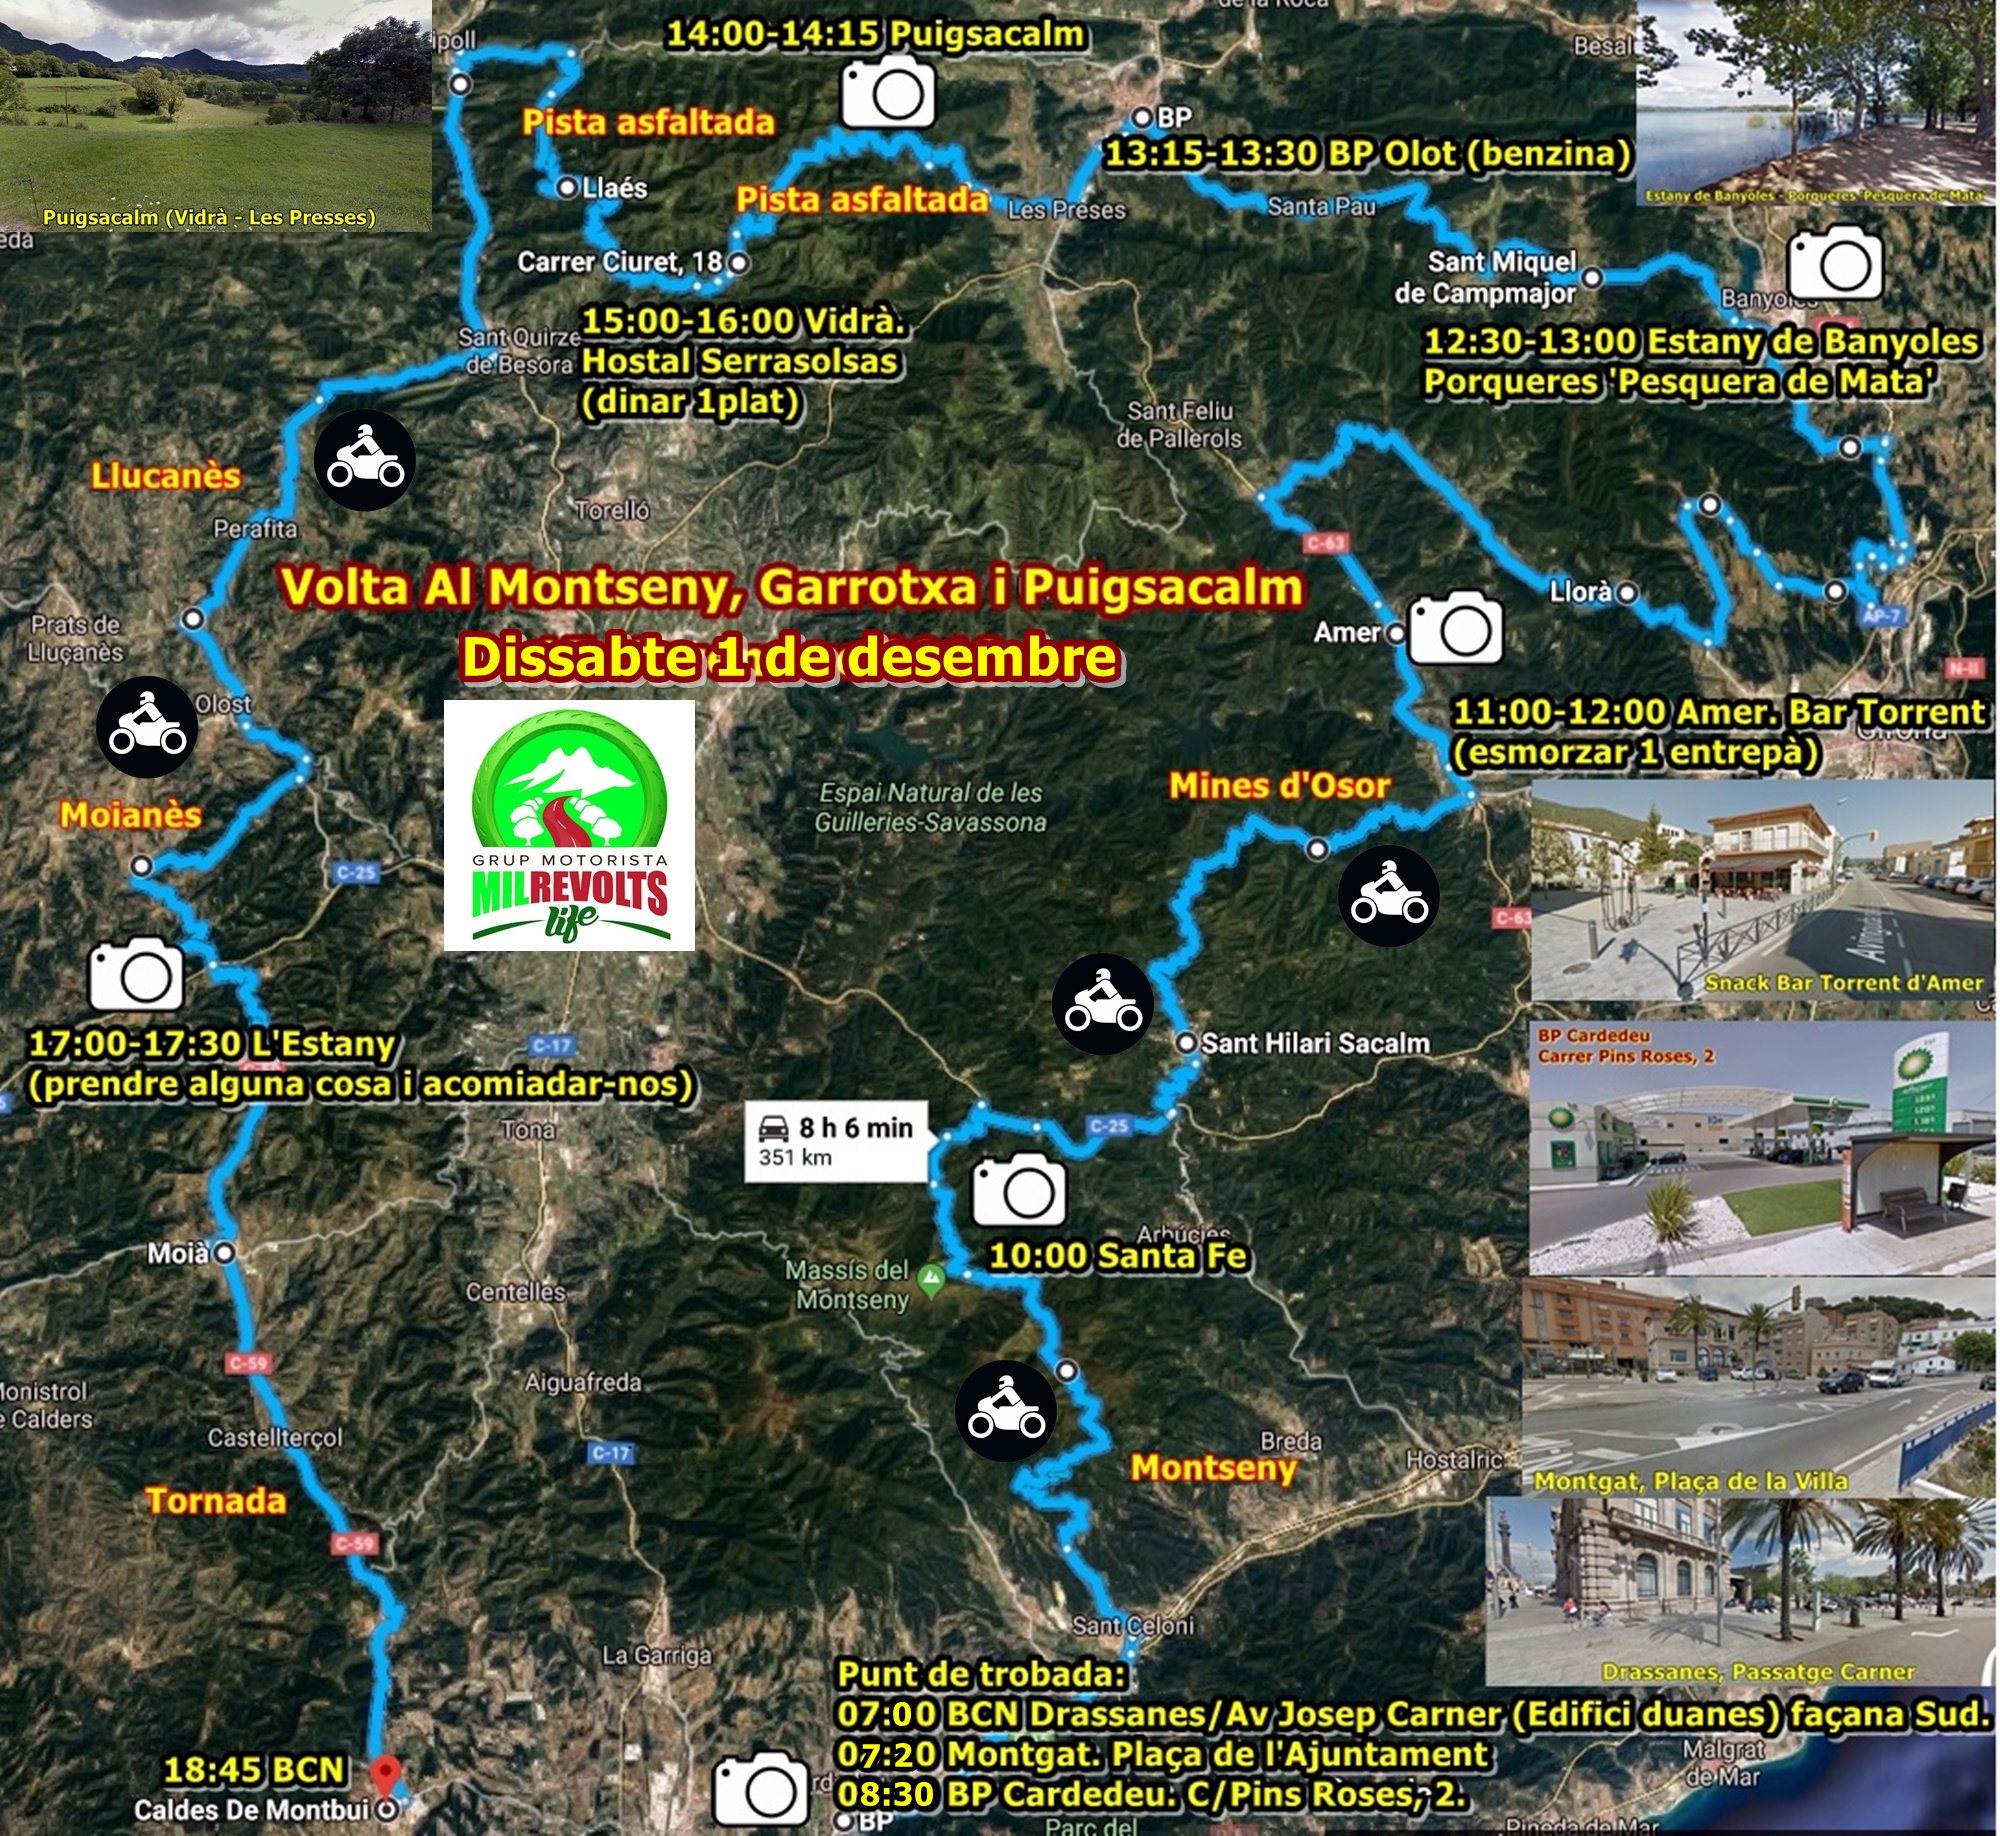 de la Roca
14:00-14:15 Puigsacalm
ipoll
Besal
Pista asfaltada
BP
13:15-13:30 BP Olot (benzina)
Llaés
Pista asfaltada
Les Preses
Santa Pau
Estany de Banyoles - Porqueres 'Pesquera de Mata'
Puigsacalm (Vidrà - Les Presses)
edà
Carrer Ciuret, 18
Sant Miquel
de Campmajor
Banyoles
15:00-16:00 Vidrà.
Hostal Serrasolsas
(dinar 1plat)
Sant Quirze
de Besora
12:30-13:00 Estany de Banyoles
Porqueres 'Pesquera de Mata'
Sant Feliu
de Pallerols
Llucanès
Perafita
Torelló
C-63
Volta Al Montseny, Garrotxa i Puigsacalm
Dissabte 1 de desembre
Llorà
AP-7
Amer
N-II
Prats de
Lluçanès
Olost
11:00-12:00 Amer. Bar Torrent
(esmorzar 1 entrepà)
Mines d'Osor
Espai Natural de les
Guilleries-Savassona
Moianès
C-25
GRUP MOTORISTA
MILREVOLTS
life
C-63
Avinguda
Snack Bar Torrent d'Amer
17:00-17:30 L'Estany
(prendre alguna cosa i acomiadar-nos)
C-17
Sant Hilari Sacalm
BP Cardedeu
Carrer Pins Roses, 2
Tona
8 h 6 min
351 km
C-25
Arbúcies
10:00 Santa Fe
Moià
Massís del
Montseny
Centelles
C-59
Aiguafreda
Monistrol
e Calders
Castellterçol
C-17
Breda
Hostalric
Montseny
Montgat, Plaça de la Villa
Tornada
C-59
Sant Celoni
La Garriga
Drassanes, Passatge Carner
Punt de trobada:
07:00 BCN Drassanes/Av Josep Carner (Edifici duanes) façana Sud.
07:20 Montgat. Plaça de l'Ajuntament
08:30 BP Cardedeu. C/Pins Roses, 2.
18:45 BCN
Caldes De Montbui
Malgrat
de Mar
BP
Parc del
Pineda de Mar